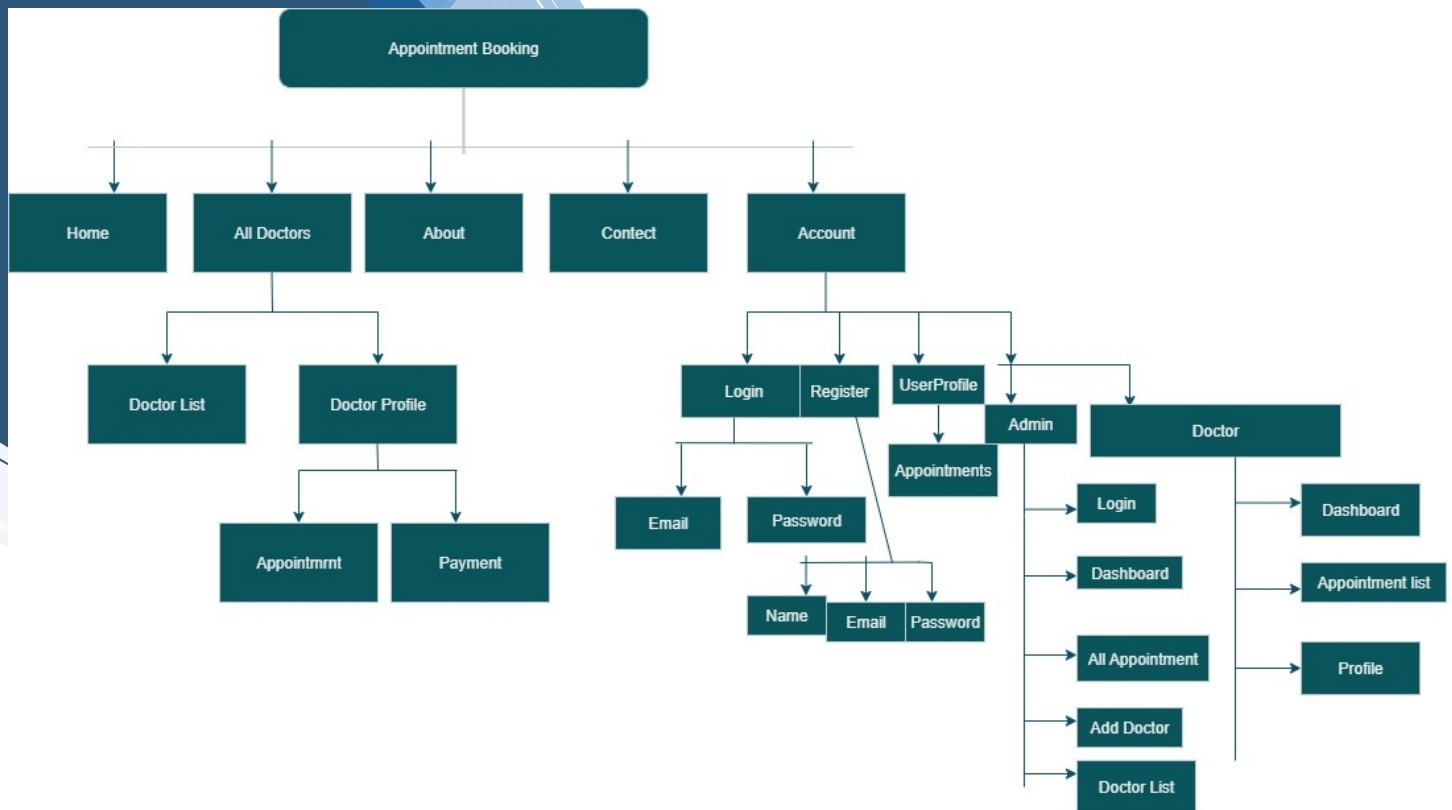 Appointment Booking
Home
All Doctors
About
Contect
Account
Doctor List
Doctor Profile
Appointmrnt
Payment
Login
Register
UserProfile
Admin
Doctor
Appointments
Email
Password
Name
Email
Password
Login
Dashboard
All Appointment
Add Doctor
Doctor List
Dashboard
Appointment list
Profile